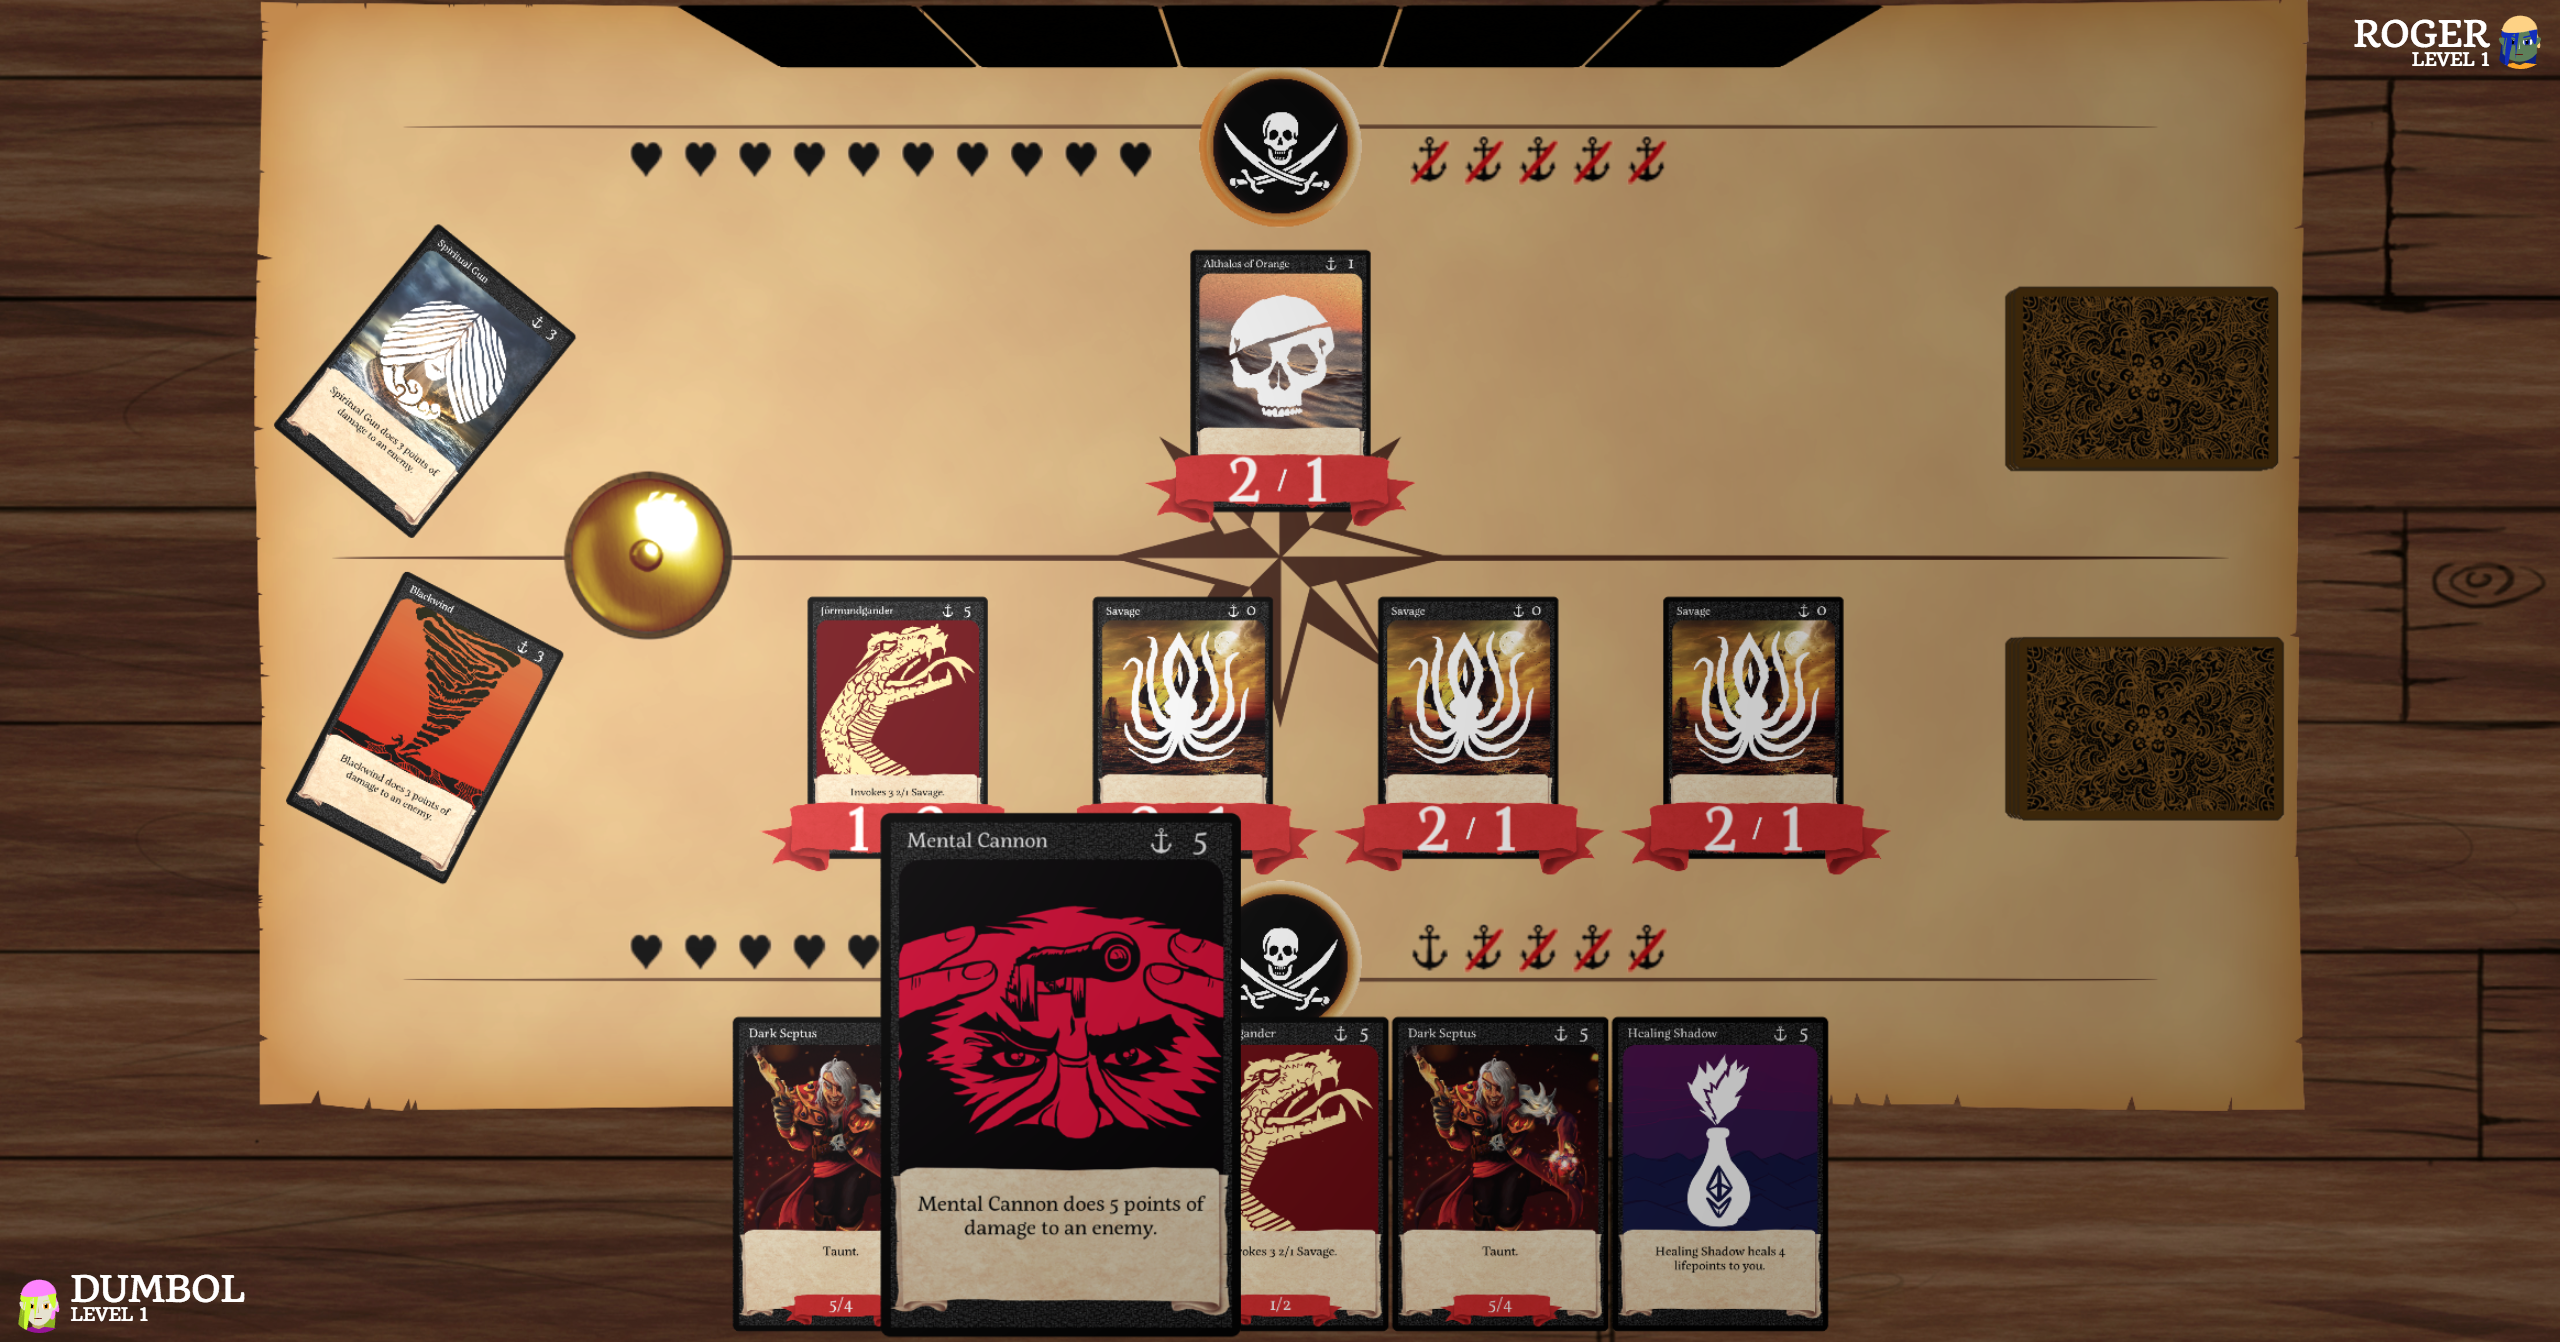 ROGER
LEVEL 1
Spiritual Gun 3
Spiritual Gun does 3 points of
damage to an enemy.
Althalos of Orange 1
2 / 1
Blackwind 3
Blackwind does 3 points of
damage to an enemy.
Jörmundgander 5
Invokes 3 2/1 Savage.
1
Savage 0
Savage 0
2 / 1
Savage 0
2 / 1
Mental Cannon 5
Mental Cannon does 5 points of
damage to an enemy.
Dark Septus
Taunt.
5/4
gander 5
okes 3 2/1 Savage.
1/2
Dark Septus 5
Taunt.
5/4
Healing Shadow 5
Healing Shadow heals 4
lifepoints to you.
DUMBOL
LEVEL 1